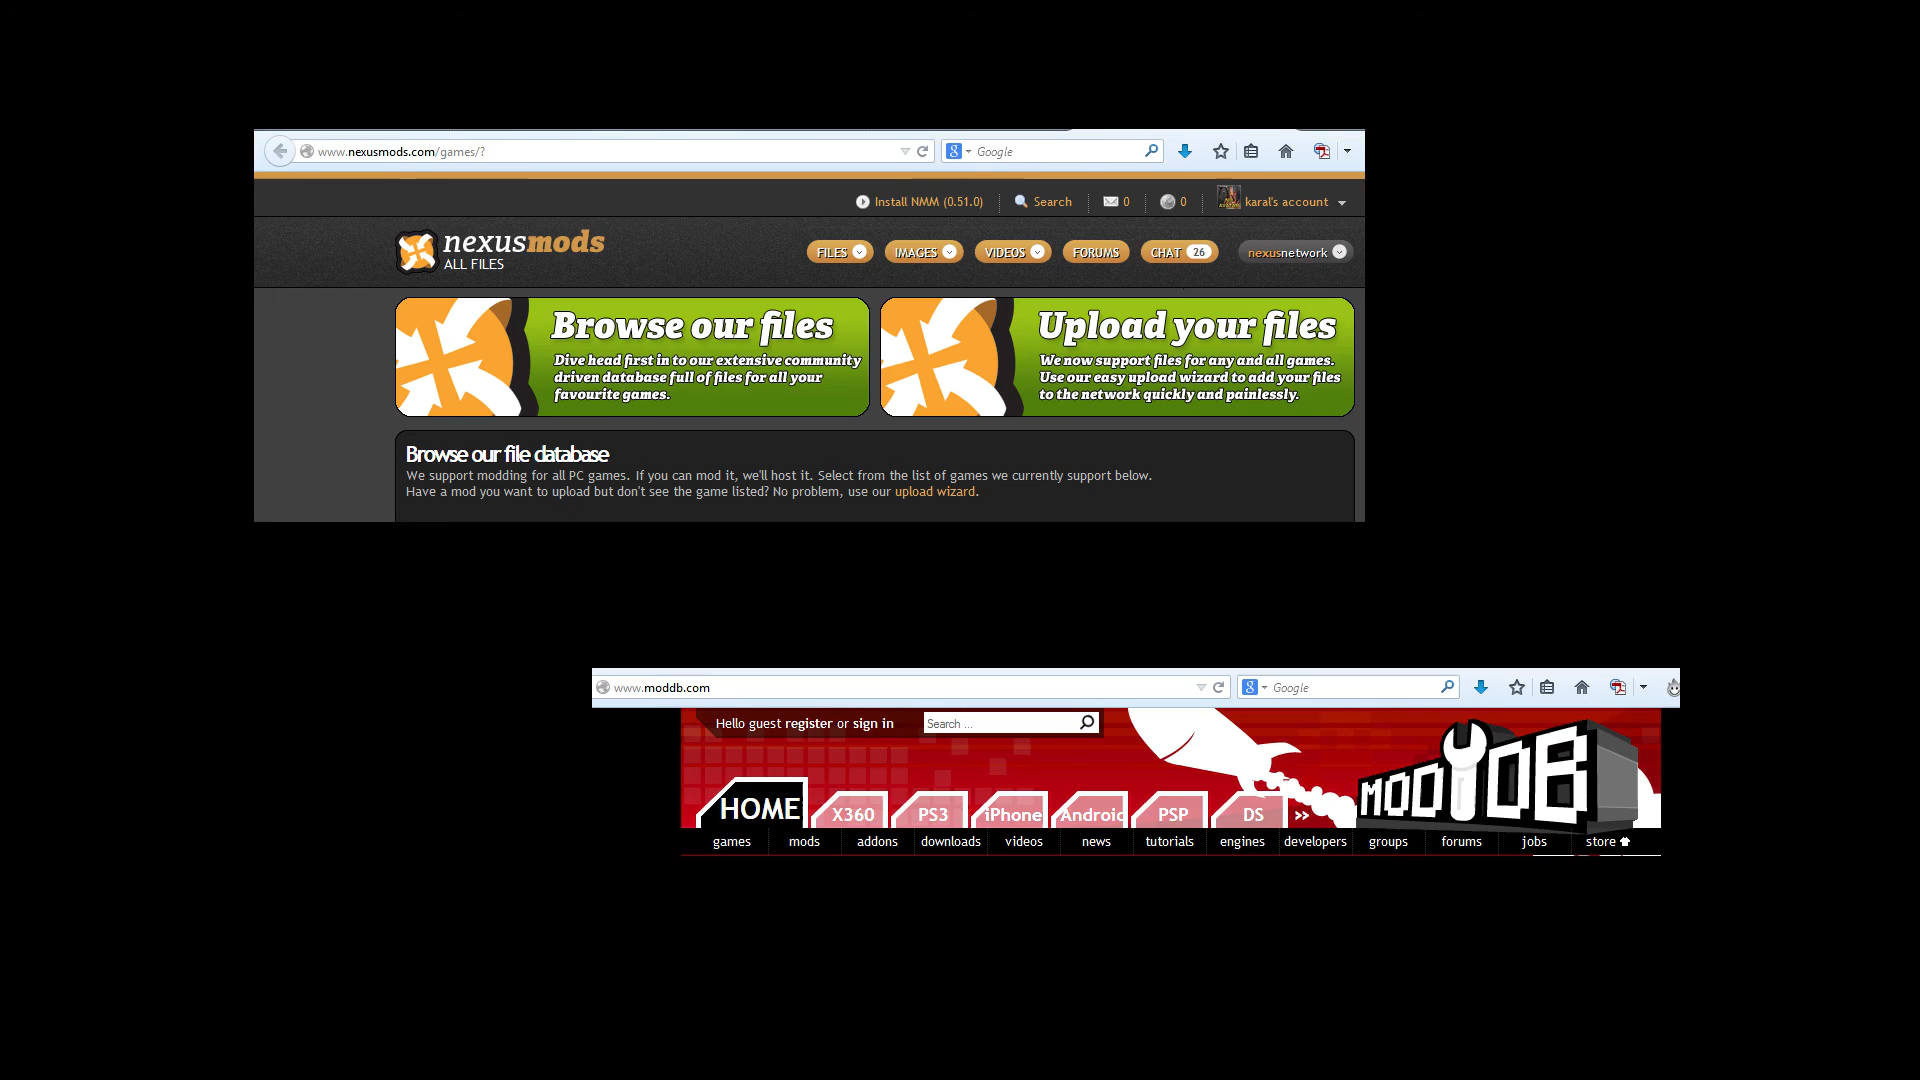 www.nexusmods.com/games/?
Google
Install NMM (0.51.0)
Search
0
0
karal's account
nexusmods
ALL FILES
FILES
IMAGES
VIDEOS
FORUMS
CHAT 26
nexusnetwork
Browse our files
Dive head first in to our extensive community
driven database full of files for all your
favourite games.
Upload your files
We now support files for any and all games.
Use our easy upload wizard to add your files
to the network quickly and painlessly.
Browse our file database
We support modding for all PC games. If you can mod it, we'll host it. Select from the list of games we currently support below.
Have a mod you want to upload but don't see the game listed? No problem, use our upload wizard.
www.moddb.com
Google
Hello guest register or sign in
Search ...
MOD DB
HOME
X360
PS3
iPhone
Android
PSP
DS
»
games
mods
addons
downloads
videos
news
tutorials
engines
developers
groups
forums
jobs
store